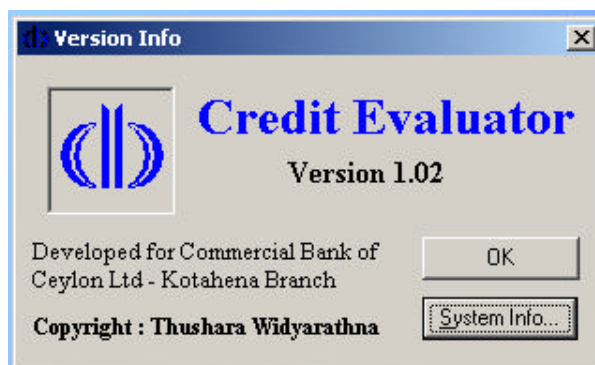 Version Info
Credit Evaluator
Version 1.02
Developed for Commercial Bank of
Ceylon Ltd - Kotahena Branch
OK
Copyright : Thushara Widyarathna
System Info...